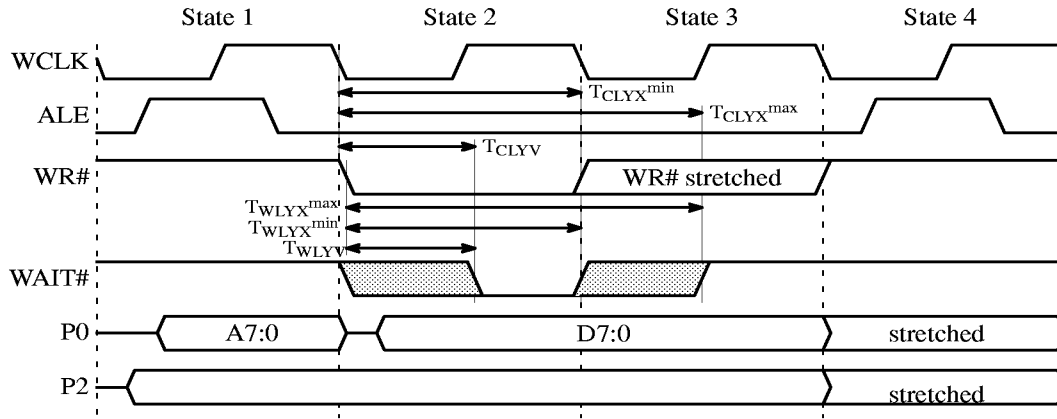 State 1 State 2 State 3 State 4
WCLK
TCLYXmin
ALE
TCLYXmax
TCLYV
WR#
WR# stretched
TWLYXmax
TWLYXmin
TWLYV
WAIT#
P0 A7:0 D7:0 stretched
P2 stretched